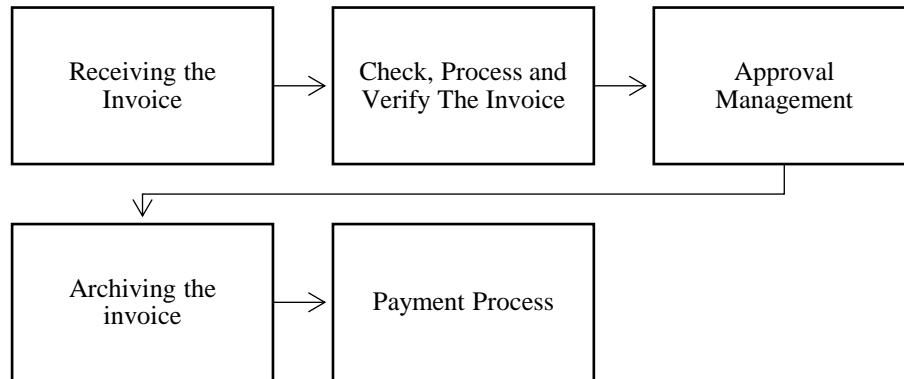 Receiving the
Invoice
Check, Process and
Verify The Invoice
Approval
Management
Archiving the
invoice
Payment Process